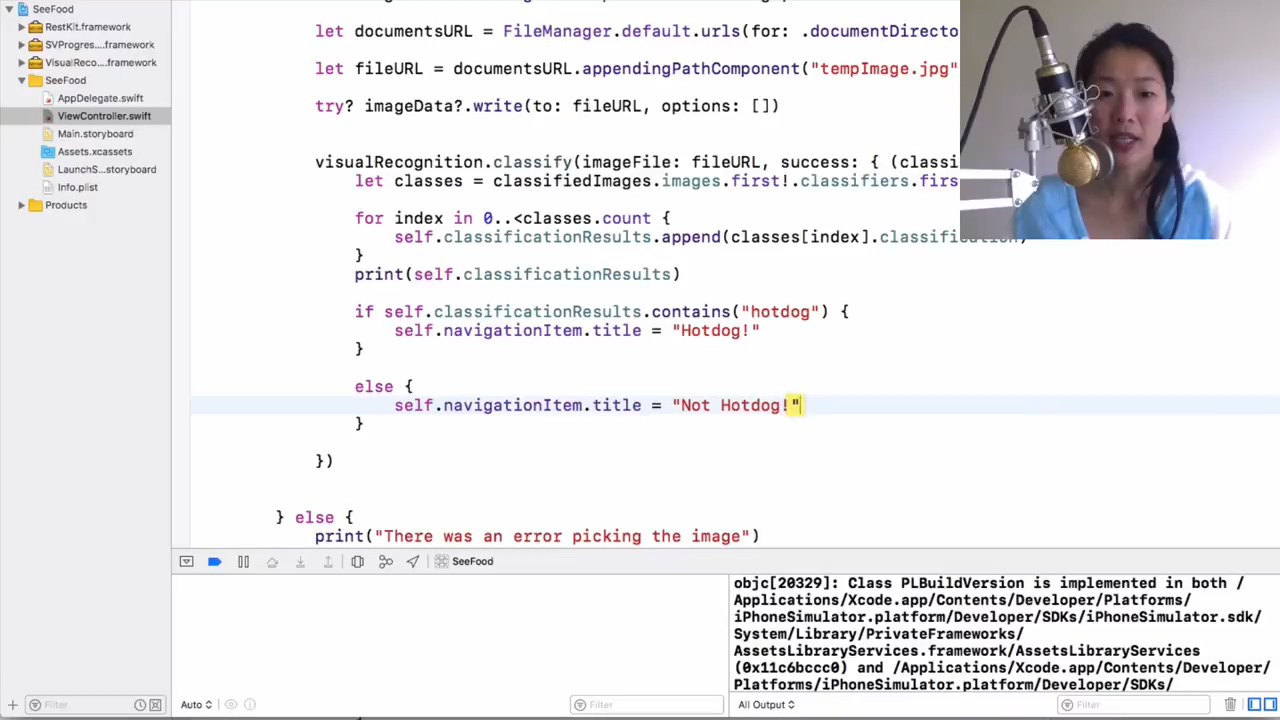 SeeFood
RestKit.framework
SVProgres....framework
VisualReco...framework
SeeFood
AppDelegate.swift
ViewController.swift
Main.storyboard
Assets.xcassets
LaunchS...storyboard
Info.plist
Products
let documentsURL = FileManager.default.urls(for: .documentDirecto
let fileURL = documentsURL.appendingPathComponent("tempImage.jpg"
try? imageData?.write(to: fileURL, options: [])
visualRecognition.classify(imageFile: fileURL, success: { (classi
let classes = classifiedImages.images.first!.classifiers.firs
for index in 0..<classes.count {
self.classificationResults.append(classes[index].classification)
}
print(self.classificationResults)
if self.classificationResults.contains("hotdog") {
self.navigationItem.title = "Hotdog!"
}
else {
self.navigationItem.title = "Not Hotdog!"
}
})
} else {
print("There was an error picking the image")
SeeFood
objc[20329]: Class PLBuildVersion is implemented in both /
Applications/Xcode.app/Contents/Developer/Platforms/
iPhoneSimulator.platform/Developer/SDKs/iPhoneSimulator.sdk/
System/Library/PrivateFrameworks/
AssetsLibraryServices.framework/AssetsLibraryServices
(0x11c6bccc0) and /Applications/Xcode.app/Contents/Developer/
Platforms/iPhoneSimulator.platform/Developer/SDKs/
Filter
Auto
Filter
All Output
Filter